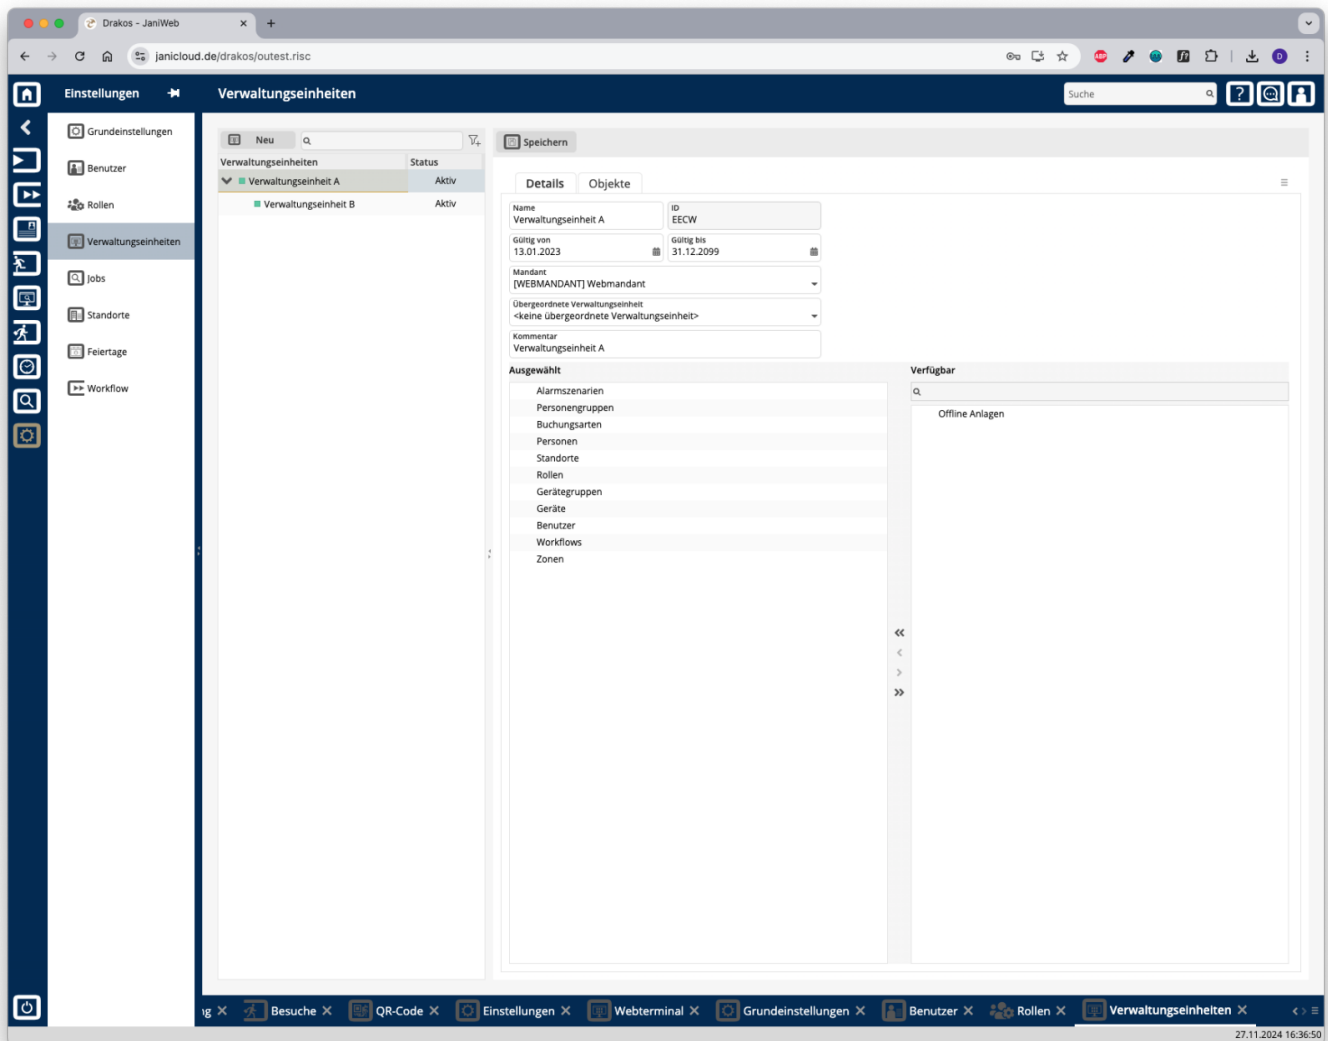 Drakos – JaniWeb
janicloud.de/drakos/outest.risc
ABP
D
Einstellungen
Verwaltungseinheiten
Suche
?
Grundeinstellungen
Benutzer
Rollen
Verwaltungseinheiten
Jobs
Standorte
Feiertage
Workflow
Neu
Verwaltungseinheiten Status
Verwaltungseinheit A Aktiv
Verwaltungseinheit B Aktiv
Speichern
Details Objekte
Name
Verwaltungseinheit A
ID
EECW
Gültig von
13.01.2023
Gültig bis
31.12.2099
Mandant
[WEBMANDANT] Webmandant
Übergeordnete Verwaltungseinheit
<keine übergeordnete Verwaltungseinheit>
Kommentar
Verwaltungseinheit A
Ausgewählt
Alarmszenarien
Personengruppen
Buchungsarten
Personen
Standorte
Rollen
Gerätegruppen
Geräte
Benutzer
Workflows
Zonen
Verfügbar
Offline Anlagen
Besuche
QR-Code
Einstellungen
Webterminal
Grundeinstellungen
Benutzer
Rollen
Verwaltungseinheiten
27.11.2024 16:36:50